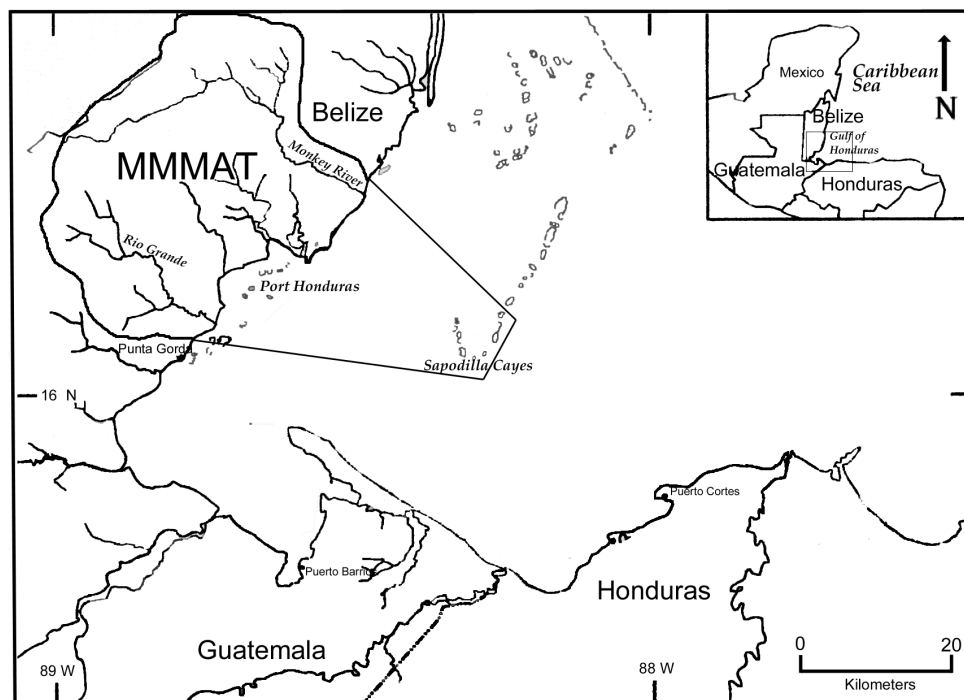 Belize
MMMAT
Monkey River
Rio Grande
Port Honduras
Punta Gorda
Sapodilla Cayes
16 N
Puerto Cortes
Puerto Barrios
Honduras
Guatemala
89 W
88 W
0 20
Kilometers
Mexico
Caribbean
Sea
N
Belize
Gulf of
Honduras
Guatemala
Honduras